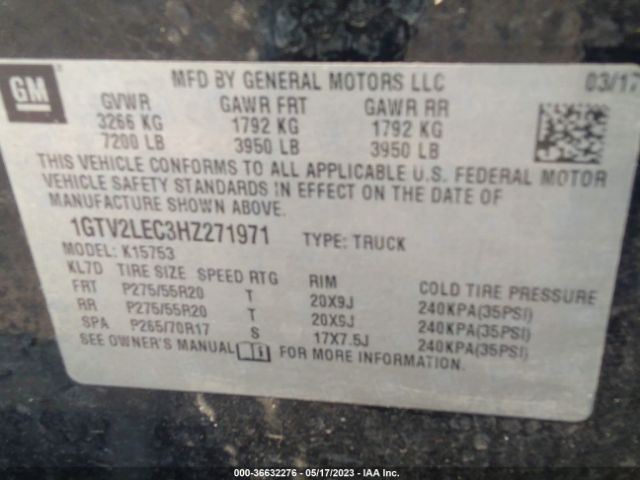 GM
MFD BY GENERAL MOTORS LLC 03/17
GVWR GAWR FRT GAWR RR
3266 KG 1792 KG 1792 KG
7200 LB 3950 LB 3950 LB
THIS VEHICLE CONFORMS TO ALL APPLICABLE U.S. FEDERAL MOTOR
VEHICLE SAFETY STANDARDS IN EFFECT ON THE DATE OF
MANUFACTURE SHOWN ABOVE.
1GTV2LEC3HZ271971 TYPE: TRUCK
MODEL: K15753
KL7D TIRE SIZE SPEED RTG RIM COLD TIRE PRESSURE
FRT P275/55R20 T 20X9J 240KPA(35PSI)
RR P275/55R20 T 20X9J 240KPA(35PSI)
SPA P265/70R17 S 17X7.5J 240KPA(35PSI)
SEE OWNER'S MANUAL FOR MORE INFORMATION.
000-36632276 - 05/17/2023 - IAA Inc.